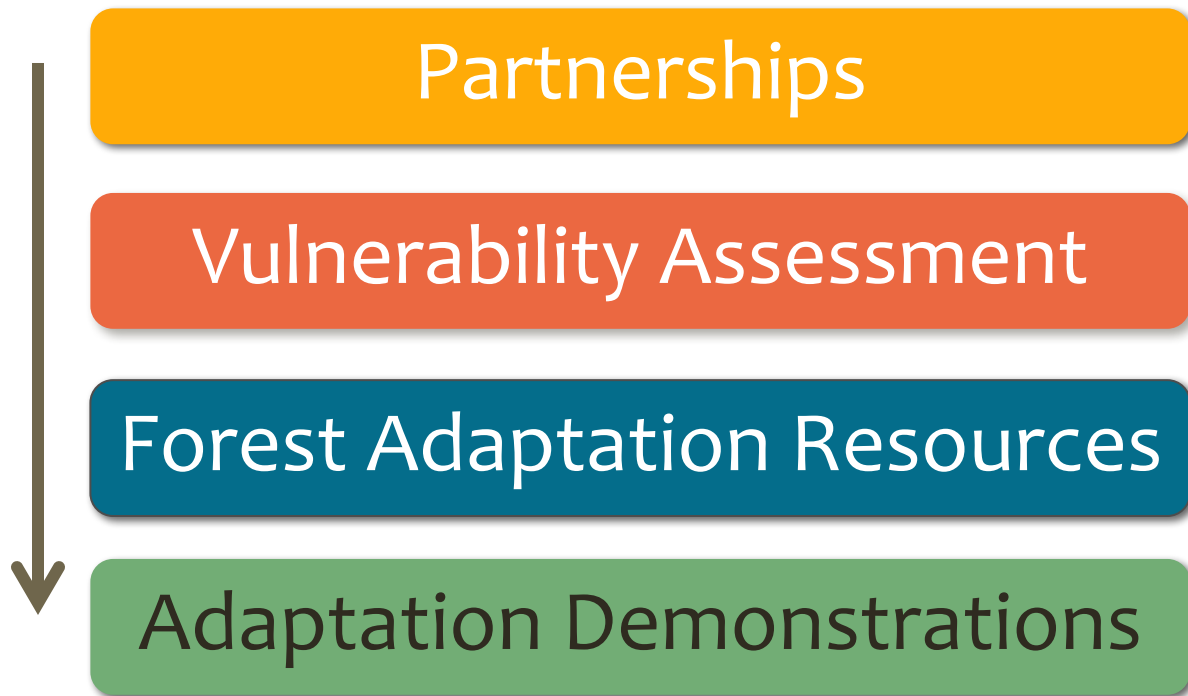 Partnerships
Vulnerability Assessment
Forest Adaptation Resources
Adaptation Demonstrations